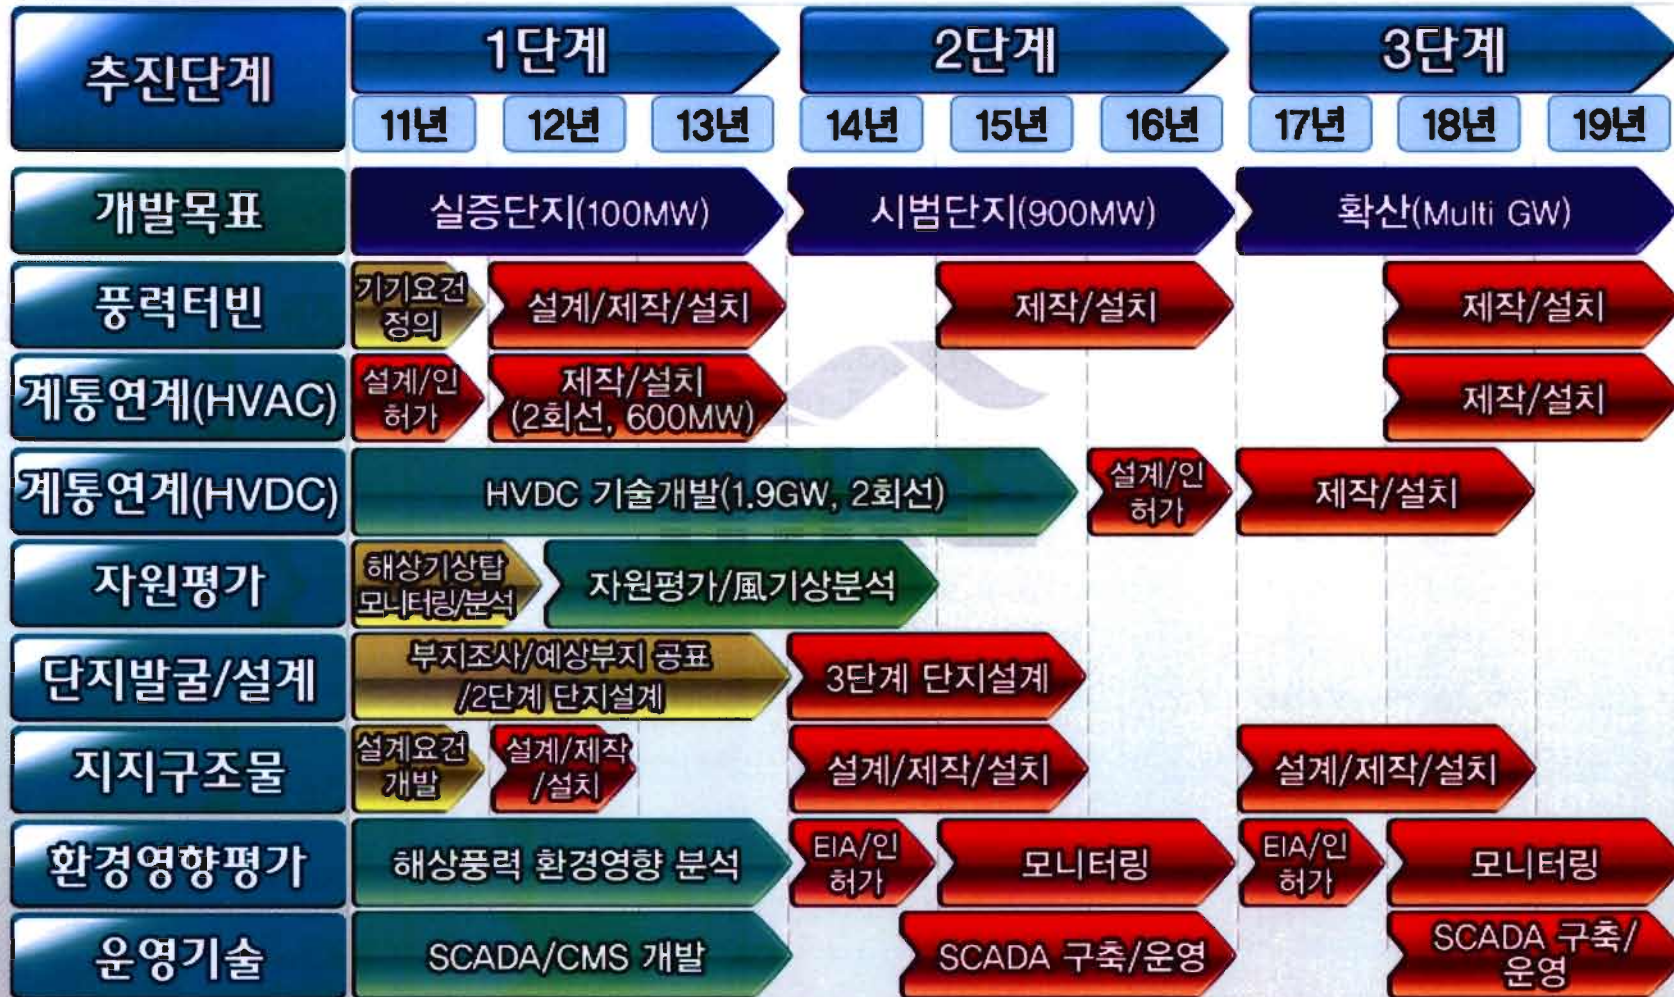 추진단계
1단계
2단계
3단계
11년
12년
13년
14년
15년
16년
17년
18년
19년
개발목표
실증단지(100MW)
시범단지(900MW)
확산(Multi GW)
풍력터빈
기기요건
정의
설계/제작/설치
제작/설치
제작/설치
계통연계(HVAC)
설계/인
허가
제작/설치
(2회선, 600MW)
제작/설치
계통연계(HVDC)
HVDC 기술개발(1.9GW, 2회선)
설계/인
허가
제작/설치
자원평가
해상기상탑
모니터링/분석
자원평가/風기상분석
단지발굴/설계
부지조사/예상부지 공표
/2단계 단지설계
3단계 단지설계
지지구조물
설계요건
개발
설계/제작
/설치
설계/제작/설치
설계/제작/설치
환경영향평가
해상풍력 환경영향 분석
EIA/인
허가
모니터링
EIA/인
허가
모니터링
운영기술
SCADA/CMS 개발
SCADA 구축/운영
SCADA 구축/
운영